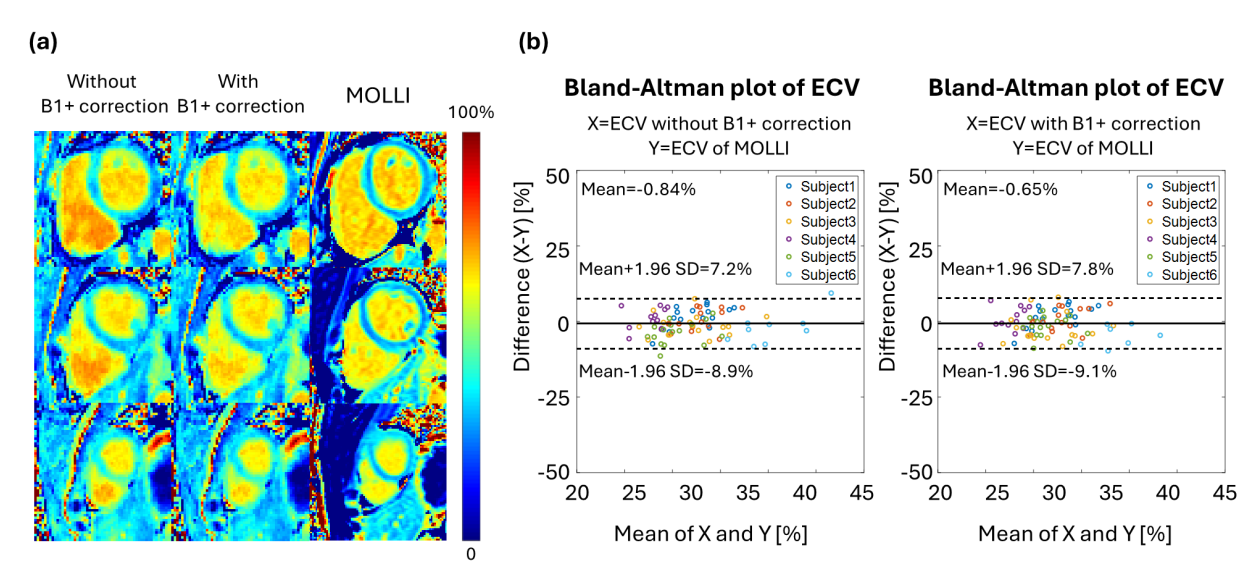 (a)
Without
B1+ correction
With
B1+ correction
MOLLI
100%
0
(b)
Bland-Altman plot of ECV
X=ECV without B1+ correction
Y=ECV of MOLLI
Difference (X-Y) [%]
50
25
0
-25
-50
Mean=-0.84%
Mean+1.96 SD=7.2%
Mean-1.96 SD=-8.9%
Subject1
Subject2
Subject3
Subject4
Subject5
Subject6
20 25 30 35 40 45
Mean of X and Y [%]
Bland-Altman plot of ECV
X=ECV with B1+ correction
Y=ECV of MOLLI
Difference (X-Y) [%]
50
25
0
-25
-50
Mean=-0.65%
Mean+1.96 SD=7.8%
Mean-1.96 SD=-9.1%
Subject1
Subject2
Subject3
Subject4
Subject5
Subject6
20 25 30 35 40 45
Mean of X and Y [%]